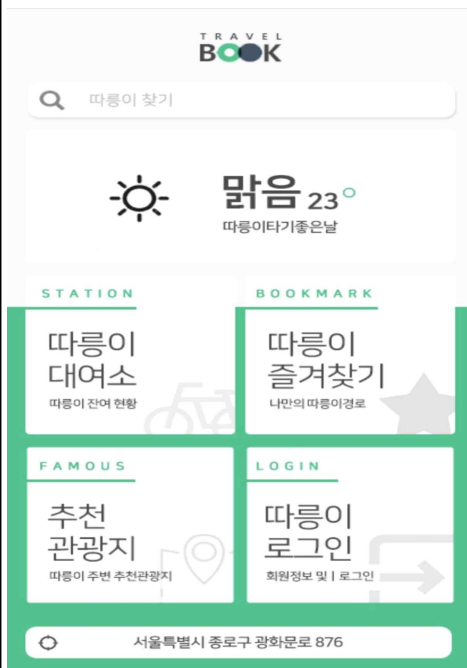 TRAVEL
BOOK
따릉이 찾기
맑음 23°
따릉이타기좋은날
STATION
따릉이
대여소
따릉이 잔여 현황
BOOKMARK
따릉이
즐겨찾기
나만의 따릉이경로
FAMOUS
추천
관광지
따릉이 주변 추천관광지
LOGIN
따릉이
로그인
회원정보 및 | 로그인
서울특별시 종로구 광화문로 876